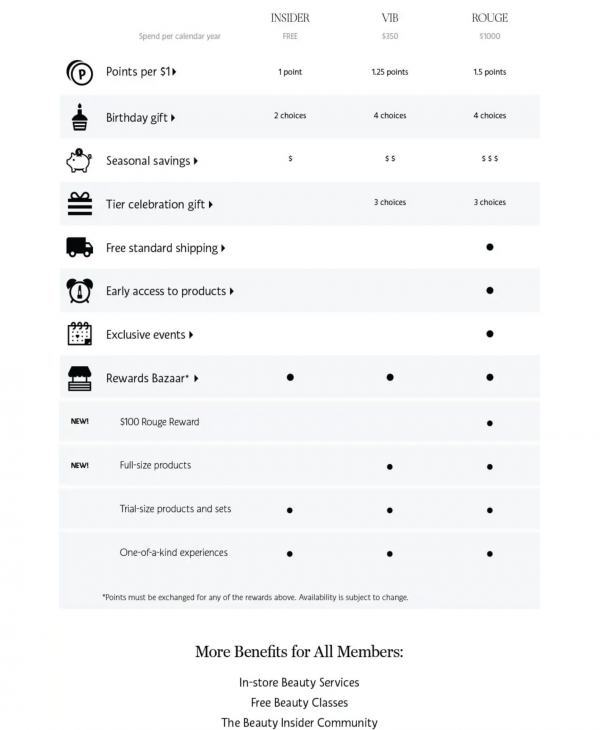 INSIDER VIB ROUGE
Spend per calendar year FREE $350 $1000
P Points per $1 1 point 1.25 points 1.5 points
Birthday gift 2 choices 4 choices 4 choices
Seasonal savings $ $ $ $ $ $
Tier celebration gift 3 choices 3 choices
Free standard shipping
Early access to products
Exclusive events
Rewards Bazaar*
NEW! $100 Rouge Reward
NEW! Full-size products
Trial-size products and sets
One-of-a-kind experiences
*Points must be exchanged for any of the rewards above. Availability is subject to change.
More Benefits for All Members:
In-store Beauty Services
Free Beauty Classes
The Beauty Insider Community